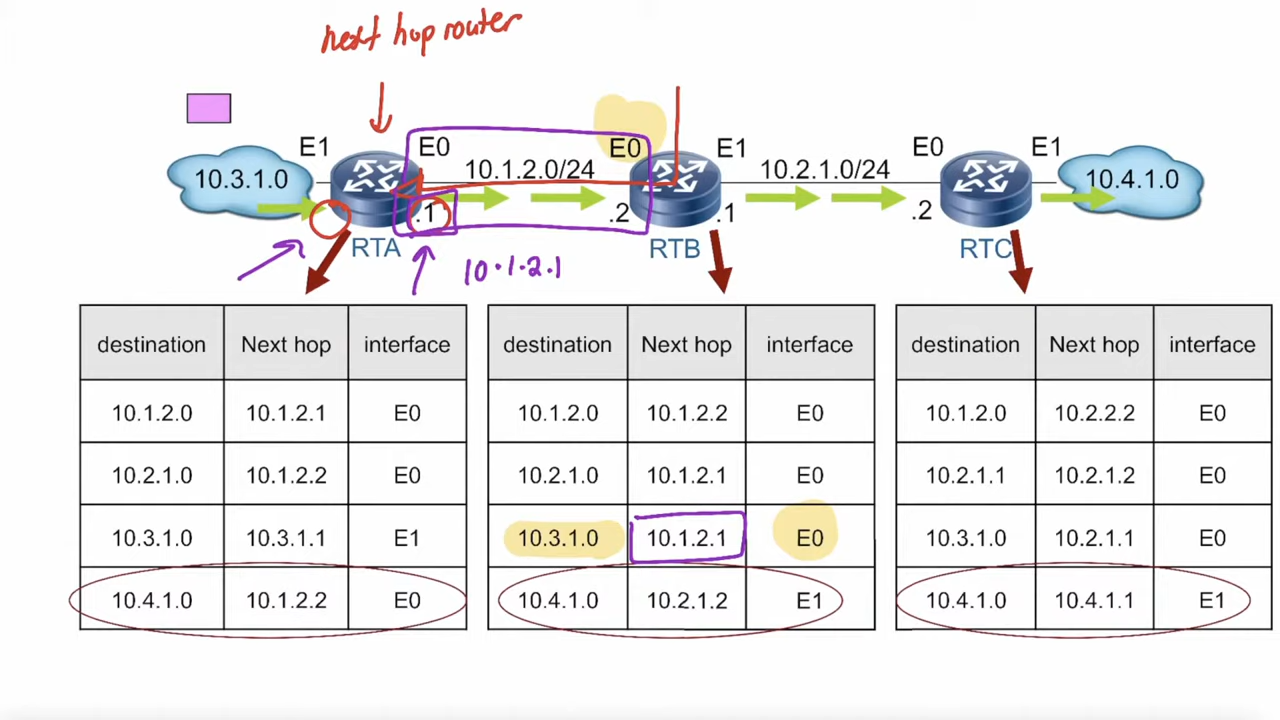 next hop router
E1 E0 E0 E1 E0 E1
10.3.1.0 10.1.2.0/24 10.2.1.0/24 10.4.1.0
.1 .2 .1 .2
RTA RTB RTC
10.1.2.1
destination Next hop interface
10.1.2.0 10.1.2.1 E0
10.2.1.0 10.1.2.2 E0
10.3.1.0 10.3.1.1 E1
10.4.1.0 10.1.2.2 E0
destination Next hop interface
10.1.2.0 10.1.2.2 E0
10.2.1.0 10.1.2.1 E0
10.3.1.0 10.1.2.1 E0
10.4.1.0 10.2.1.2 E1
destination Next hop interface
10.1.2.0 10.2.2.2 E0
10.2.1.1 10.2.1.2 E0
10.3.1.0 10.2.1.1 E0
10.4.1.0 10.4.1.1 E1